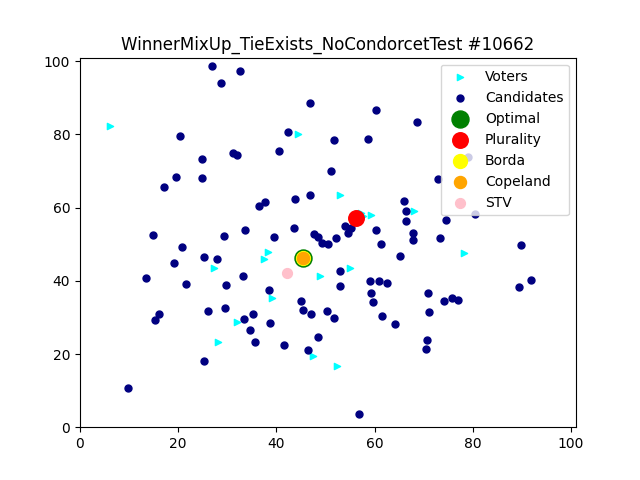 WinnerMixUp_TieExists_NoCondorcetTest #10662
100
80
60
40
20
0
0
20
40
60
80
100
Voters
Candidates
Optimal
Plurality
Borda
Copeland
STV